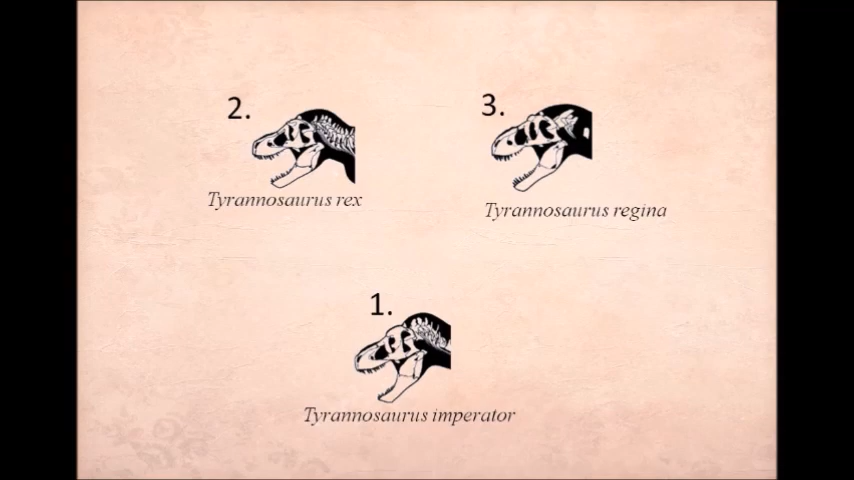 2.
Tyrannosaurus rex
3.
Tyrannosaurus regina
1.
Tyrannosaurus imperator